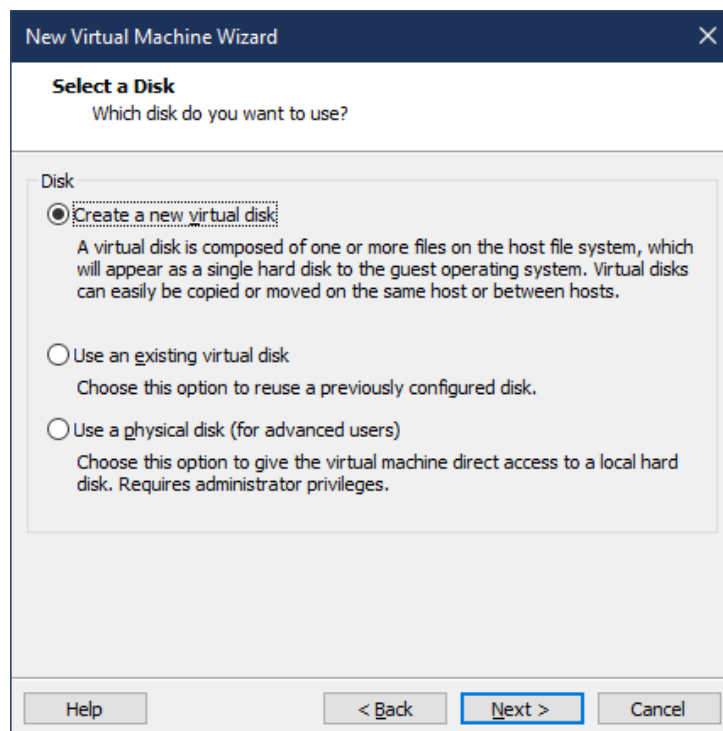 New Virtual Machine Wizard
Select a Disk
Which disk do you want to use?
Disk
Create a new virtual disk
A virtual disk is composed of one or more files on the host file system, which
will appear as a single hard disk to the guest operating system. Virtual disks
can easily be copied or moved on the same host or between hosts.
Use an existing virtual disk
Choose this option to reuse a previously configured disk.
Use a physical disk (for advanced users)
Choose this option to give the virtual machine direct access to a local hard
disk. Requires administrator privileges.
Help < Back Next > Cancel